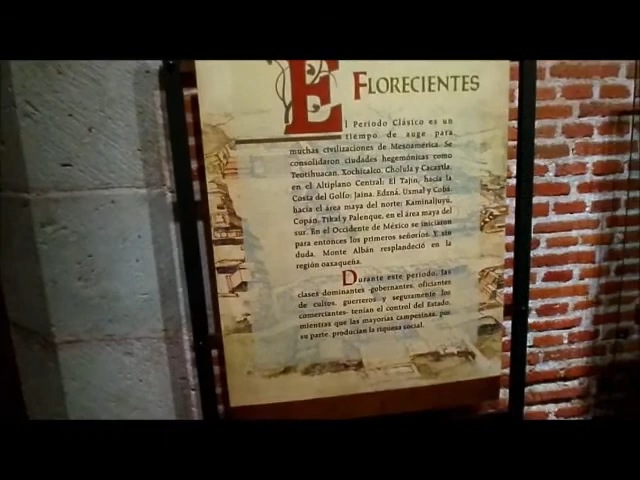 FLORECIENTES
El Periodo Clásico es un
tiempo de auge para
muchas civilizaciones de Mesoamérica. Se
consolidaron ciudades hegemónicas como
Teotihuacan, Xochicalco, Cholula y Cacaxtla,
en el Altiplano Central; El Tajín, hacia la
Costa del Golfo; Jaina, Edzná, Uxmal y Cobá,
hacia el área maya del norte; Kaminaljuyú,
Copán, Tikal y Palenque, en el área maya del
sur. En el Occidente de México se iniciaron
para entonces los primeros señoríos. Y, sin
duda, Monte Albán resplandeció en la
región oaxaqueña.
Durante este periodo, las
clases dominantes -gobernantes, oficiantes
de cultos, guerreros y seguramente los
comerciantes- tenían el control del Estado,
mientras que las mayorías campesinas, por
su parte, producían la riqueza social.